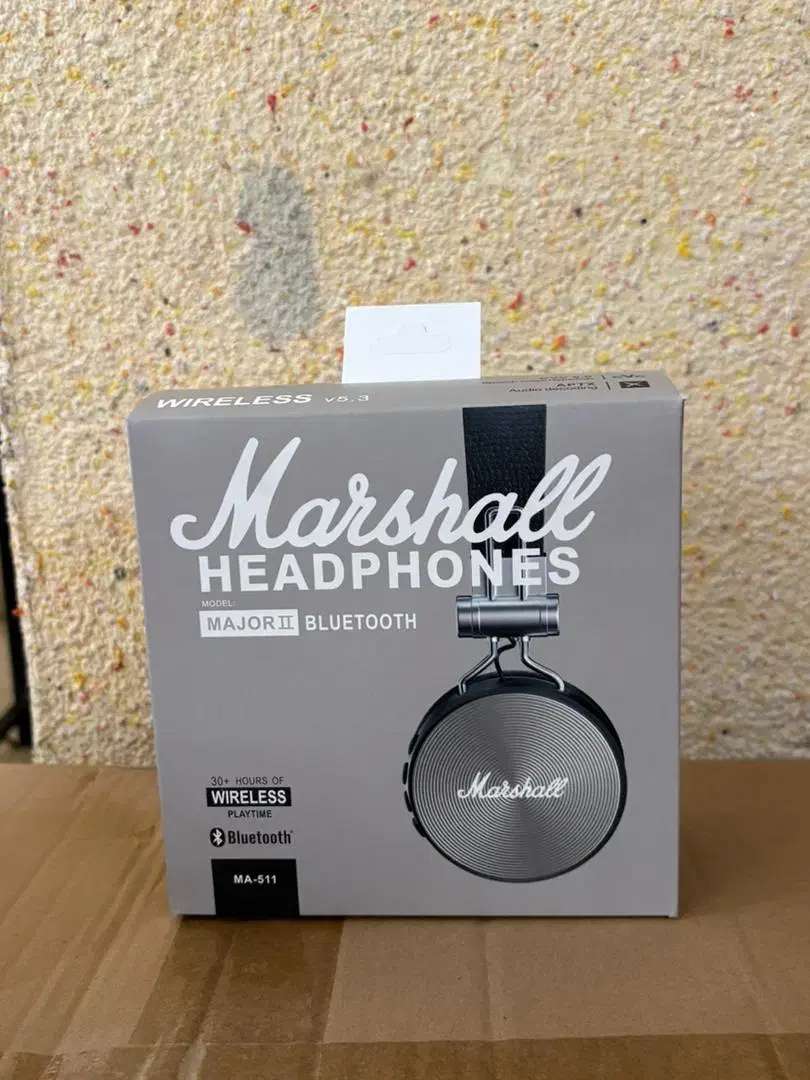 WIRELESS v5.3
APTX
Audio decoding
Marshall
HEADPHONES
MODEL:
MAJOR II BLUETOOTH
Marshall
30+ HOURS OF
WIRELESS
PLAYTIME
Bluetooth®
MA-511